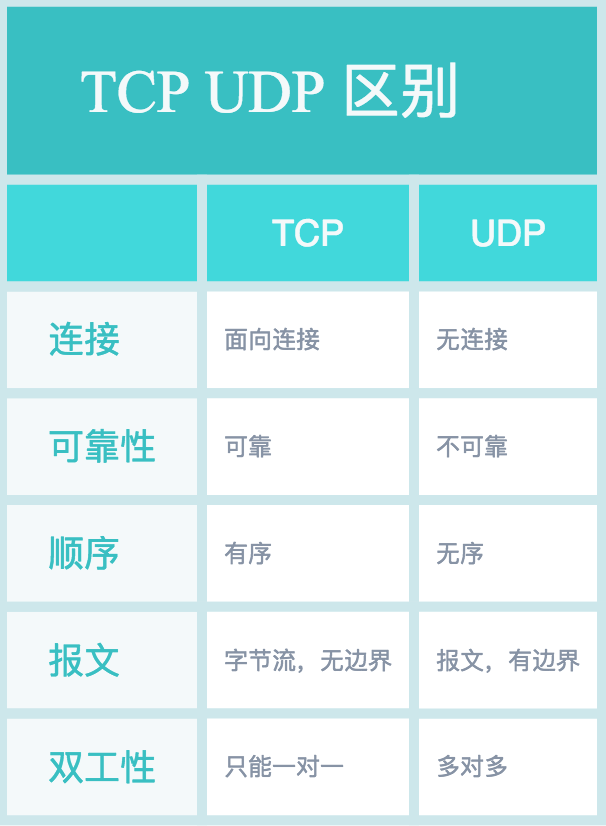 TCP UDP 区别
TCP UDP
连接 面向连接 无连接
可靠性 可靠 不可靠
顺序 有序 无序
报文 字节流，无边界 报文，有边界
双工性 只能一对一 多对多